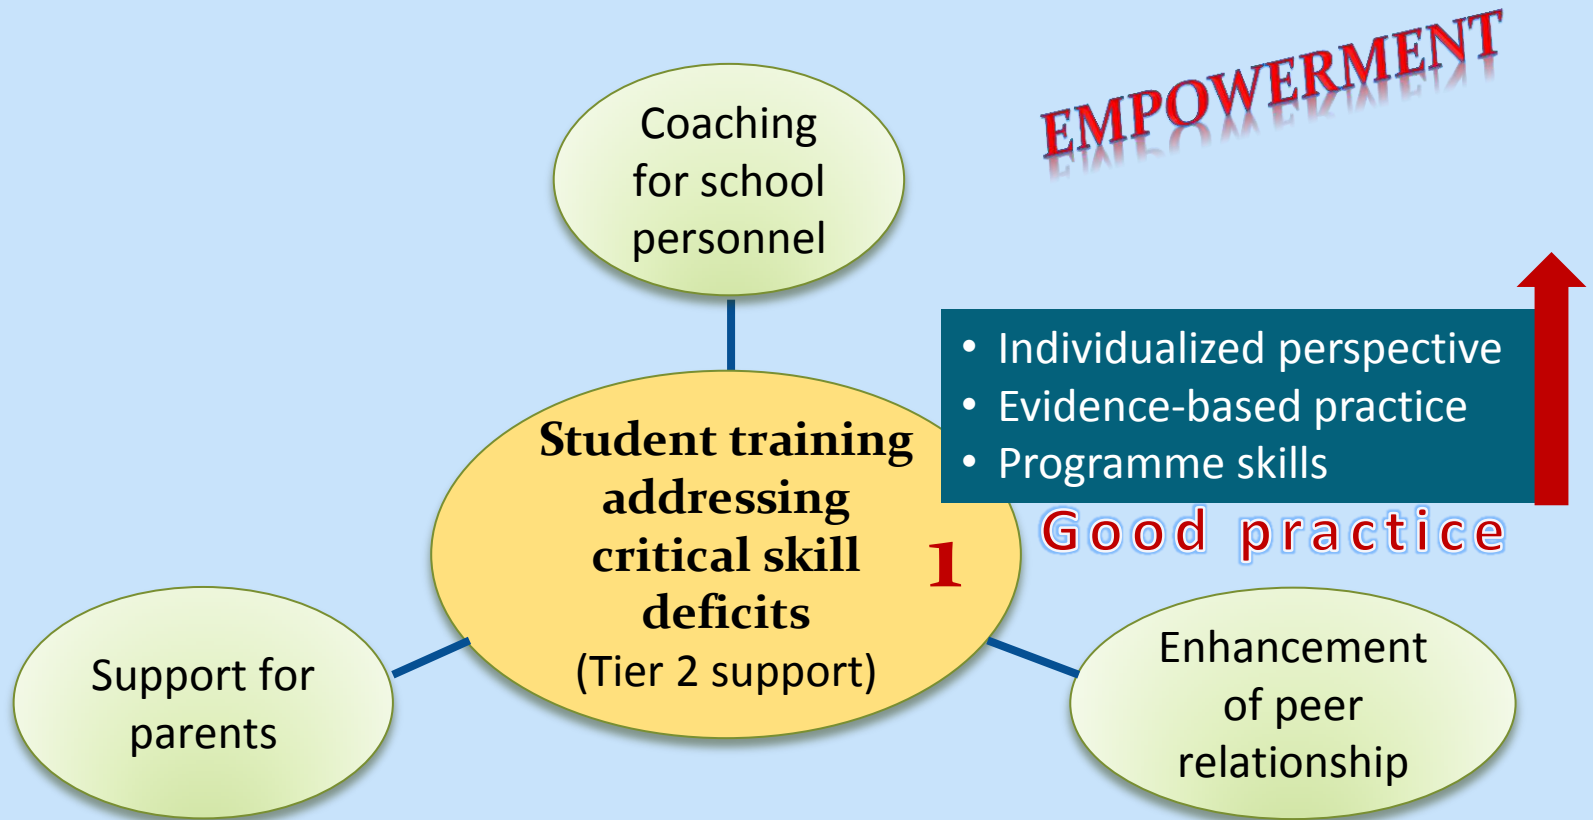 EMPOWERMENT
Coaching
for school
personnel
• Individualized perspective
• Evidence-based practice
• Programme skills
Good practice
Student training
addressing
critical skill
deficits
(Tier 2 support)
1
Support for
parents
Enhancement
of peer
relationship